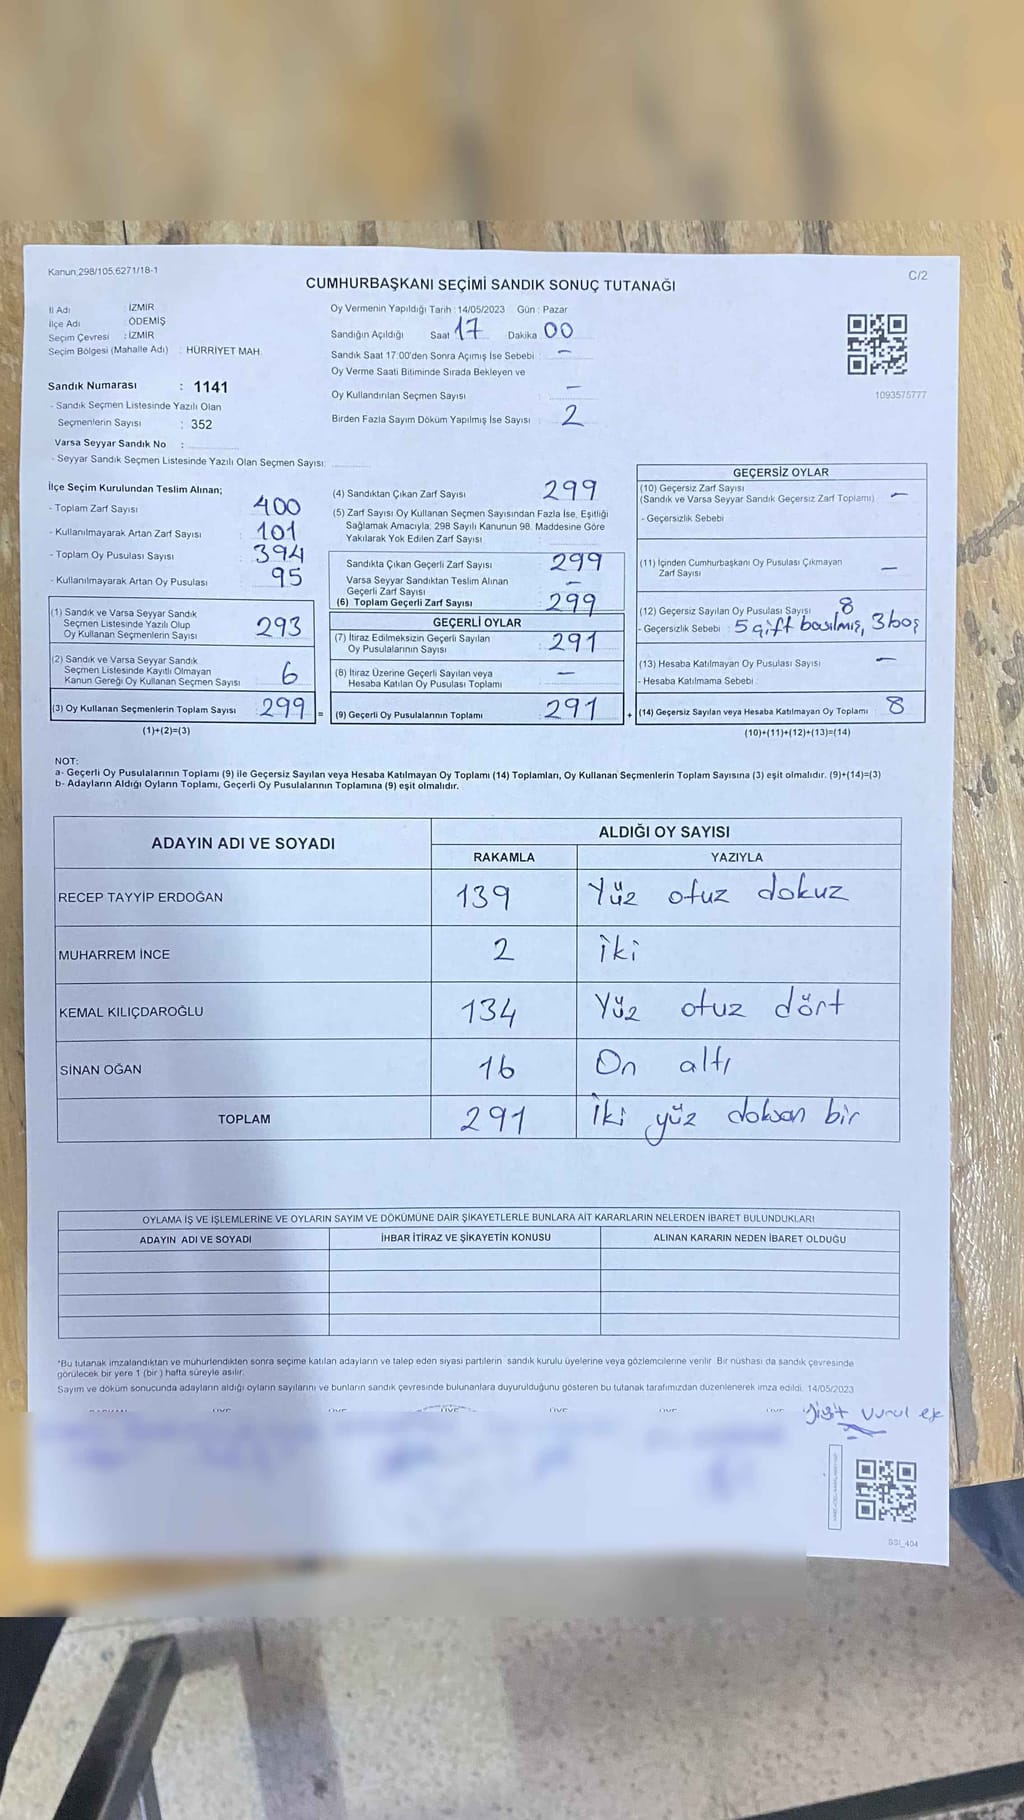 Kanun,298/105,6271/18-1
C/2
CUMHURBAŞKANI SEÇİMİ SANDIK SONUÇ TUTANAĞI
İl Adı : İZMİR
İlçe Adı : ÖDEMİŞ
Seçim Çevresi : İZMİR
Seçim Bölgesi (Mahalle Adı) : HÜRRİYET MAH.
Sandık Numarası : 1141
- Sandık Seçmen Listesinde Yazılı Olan
Seçmenlerin Sayısı : 352
Varsa Seyyar Sandık No :
- Seyyar Sandık Seçmen Listesinde Yazılı Olan Seçmen Sayısı:
Oy Vermenin Yapıldığı Tarih : 14/05/2023 Gün : Pazar
Sandığın Açıldığı Saat 17 Dakika 00
Sandık Saat 17:00'den Sonra Açımış İse Sebebi : –
Oy Verme Saati Bitiminde Sırada Bekleyen ve
Oy Kullandırılan Seçmen Sayısı : –
Birden Fazla Sayım Döküm Yapılmış İse Sayısı : 2
1093575777
İlçe Seçim Kurulundan Teslim Alınan;
- Toplam Zarf Sayısı : 400
- Kullanılmayarak Artan Zarf Sayısı : 101
- Toplam Oy Pusulası Sayısı : 394
- Kullanılmayarak Artan Oy Pusulası : 95
(1) Sandık ve Varsa Seyyar Sandık
Seçmen Listesinde Yazılı Olup
Oy Kullanan Seçmenlerin Sayısı : 293
(2) Sandık ve Varsa Seyyar Sandık
Seçmen Listesinde Kayıtlı Olmayan
Kanun Gereği Oy Kullanan Seçmen Sayısı : 6
(3) Oy Kullanan Seçmenlerin Toplam Sayısı : 299 =
(1)+(2)=(3)
(4) Sandıktan Çıkan Zarf Sayısı : 299
(5) Zarf Sayısı Oy Kullanan Seçmen Sayısından Fazla İse, Eşitliği
Sağlamak Amacıyla, 298 Sayılı Kanunun 98. Maddesine Göre
Yakılarak Yok Edilen Zarf Sayısı :
Sandıkta Çıkan Geçerli Zarf Sayısı : 299
Varsa Seyyar Sandıktan Teslim Alınan
Geçerli Zarf Sayısı : –
(6) Toplam Geçerli Zarf Sayısı : 299
GEÇERLİ OYLAR
(7) İtiraz Edilmeksizin Geçerli Sayılan
Oy Pusulalarının Sayısı : 291
(8) İtiraz Üzerine Geçerli Sayılan veya
Hesaba Katılan Oy Pusulası Toplamı : –
(9) Geçerli Oy Pusulalarının Toplamı : 291 +
GEÇERSİZ OYLAR
(10) Geçersiz Zarf Sayısı
(Sandık ve Varsa Seyyar Sandık Geçersiz Zarf Toplamı) : –
- Geçersizlik Sebebi :
(11) İçinden Cumhurbaşkanı Oy Pusulası Çıkmayan
Zarf Sayısı : –
(12) Geçersiz Sayılan Oy Pusulası Sayısı : 8
- Geçersizlik Sebebi : 5 çift basılmış, 3 boş
(13) Hesaba Katılmayan Oy Pusulası Sayısı : –
- Hesaba Katılmama Sebebi :
(14) Geçersiz Sayılan veya Hesaba Katılmayan Oy Toplamı : 8
(10)+(11)+(12)+(13)=(14)
NOT:
a- Geçerli Oy Pusulalarının Toplamı (9) ile Geçersiz Sayılan veya Hesaba Katılmayan Oy Toplamı (14) Toplamları, Oy Kullanan Seçmenlerin Toplam Sayısına (3) eşit olmalıdır. (9)+(14)=(3)
b- Adayların Aldığı Oyların Toplamı, Geçerli Oy Pusulalarının Toplamına (9) eşit olmalıdır.
ADAYIN ADI VE SOYADI
ALDIĞI OY SAYISI
RAKAMLA YAZIYLA
RECEP TAYYİP ERDOĞAN 139 Yüz otuz dokuz
MUHARREM İNCE 2 İki
KEMAL KILIÇDAROĞLU 134 Yüz otuz dört
SİNAN OĞAN 16 On altı
TOPLAM 291 İki yüz doksan bir
OYLAMA İŞ VE İŞLEMLERİNE VE OYLARIN SAYIM VE DÖKÜMÜNE DAİR ŞİKAYETLERLE BUNLARA AİT KARARLARIN NELERDEN İBARET BULUNDUKLARI
ADAYIN ADI VE SOYADI İHBAR İTİRAZ VE ŞİKAYETİN KONUSU ALINAN KARARIN NEDEN İBARET OLDUĞU
*Bu tutanak imzalandıktan ve mühürlendikten sonra seçime katılan adayların ve talep eden siyasi partilerin sandık kurulu üyelerine veya gözlemcilerine verilir. Bir nüshası da sandık çevresinde
görülecek bir yere 1 (bir) hafta süreyle asılır.
Sayım ve döküm sonucunda adayların aldığı oyların sayılarını ve bunların sandık çevresinde bulunanlara duyurulduğunu gösteren bu tutanak tarafımızdan düzenlenerek imza edildi. 14/05/2023
SSI_404